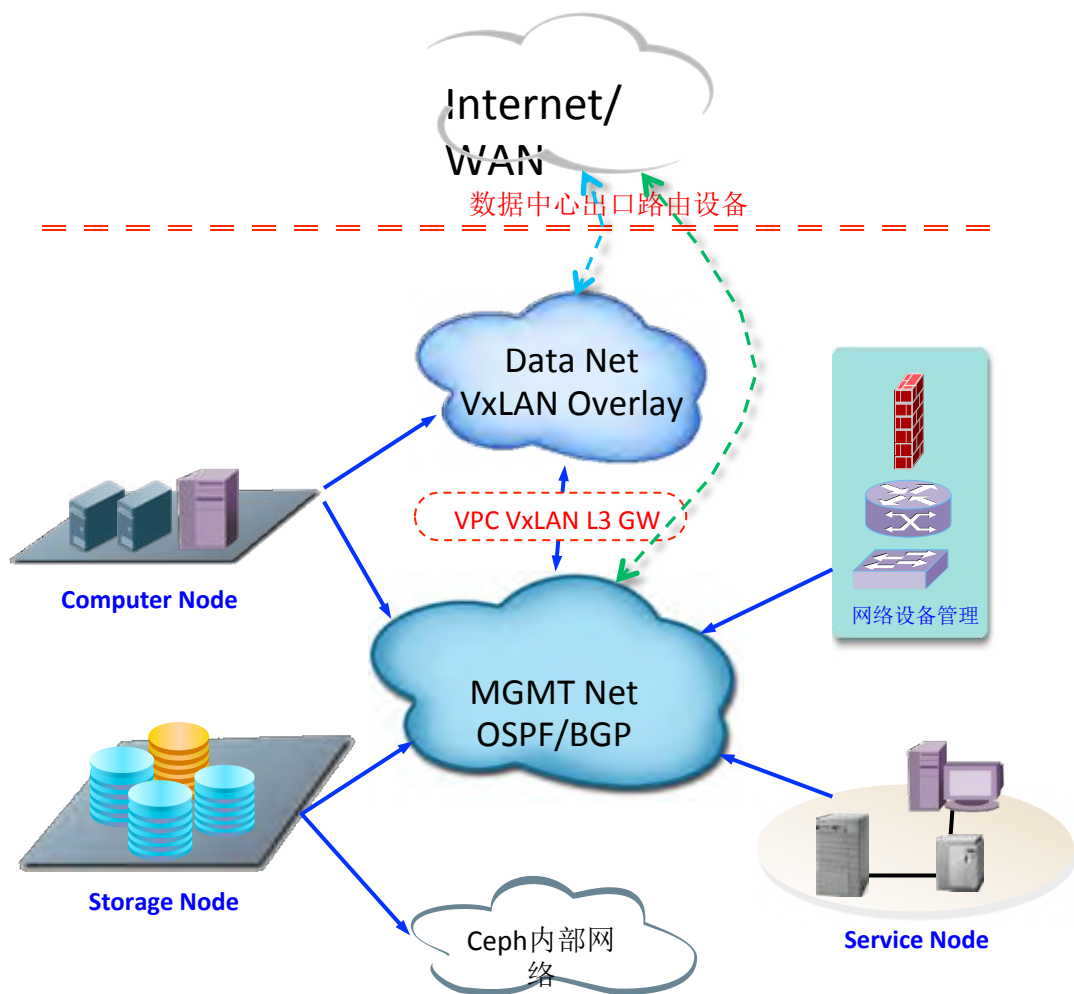 Internet/
WAN
数据中心出口路由设备
Data Net
VxLAN Overlay
VPC VxLAN L3 GW
Computer Node
网络设备管理
MGMT Net
OSPF/BGP
Storage Node
Ceph内部网
络
Service Node